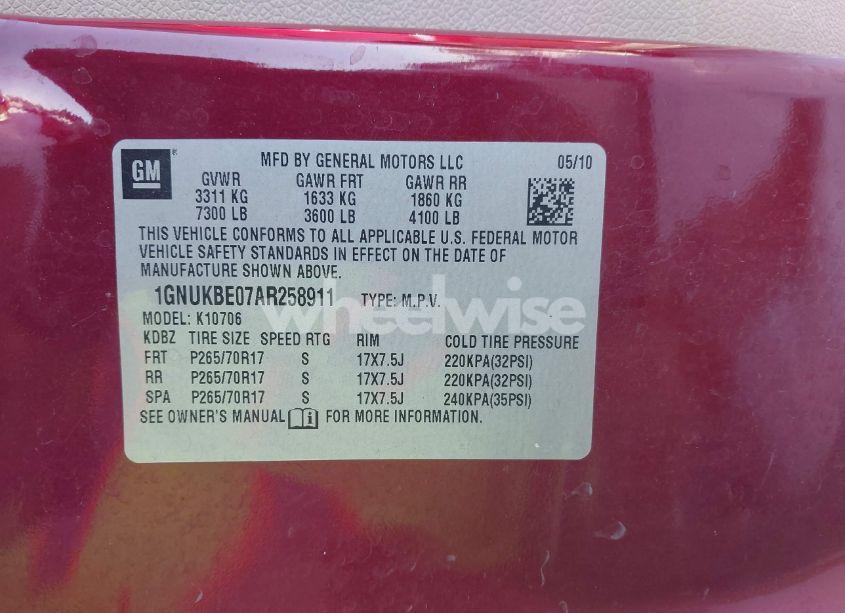 GM MFD BY GENERAL MOTORS LLC 05/10
GVWR GAWR FRT GAWR RR
3311 KG 1633 KG 1860 KG
7300 LB 3600 LB 4100 LB
THIS VEHICLE CONFORMS TO ALL APPLICABLE U.S. FEDERAL MOTOR
VEHICLE SAFETY STANDARDS IN EFFECT ON THE DATE OF
MANUFACTURE SHOWN ABOVE.
1GNUKBE07AR258911 TYPE: M.P.V.
wheelwise
MODEL: K10706
KDBZ TIRE SIZE SPEED RTG RIM COLD TIRE PRESSURE
FRT P265/70R17 S 17X7.5J 220KPA(32PSI)
RR P265/70R17 S 17X7.5J 220KPA(32PSI)
SPA P265/70R17 S 17X7.5J 240KPA(35PSI)
SEE OWNER'S MANUAL FOR MORE INFORMATION.